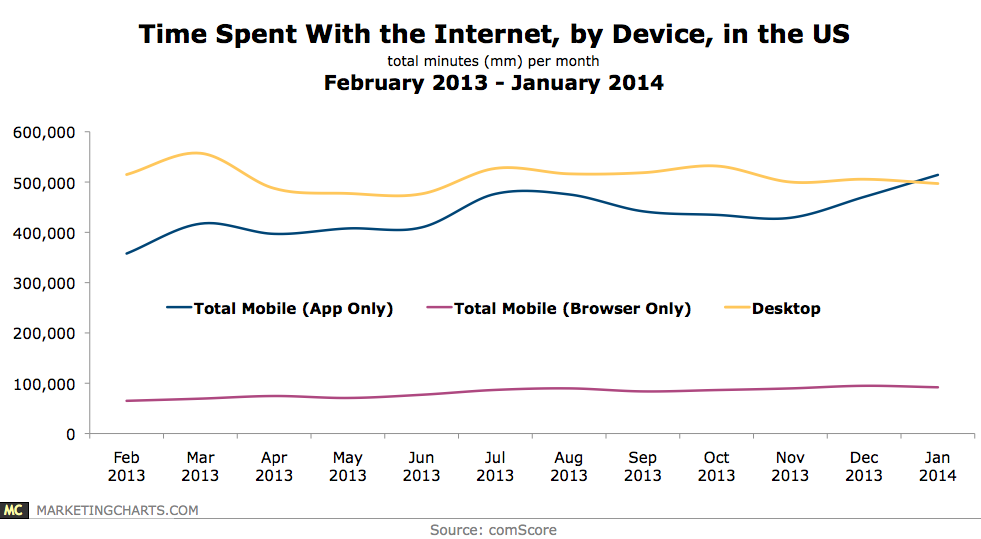 Time Spent With the Internet, by Device, in the US
total minutes (mm) per month
February 2013 - January 2014
600,000
500,000
400,000
300,000
200,000
100,000
0
Total Mobile (App Only) Total Mobile (Browser Only) Desktop
Feb Mar Apr May Jun Jul Aug Sep Oct Nov Dec Jan
2013 2013 2013 2013 2013 2013 2013 2013 2013 2013 2013 2014
MC MARKETINGCHARTS.COM
Source: comScore